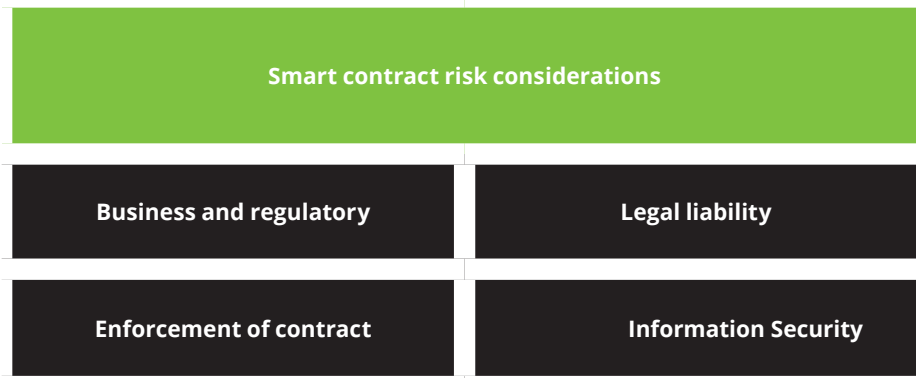 Smart contract risk considerations
Business and regulatory
Legal liability
Enforcement of contract
Information Security